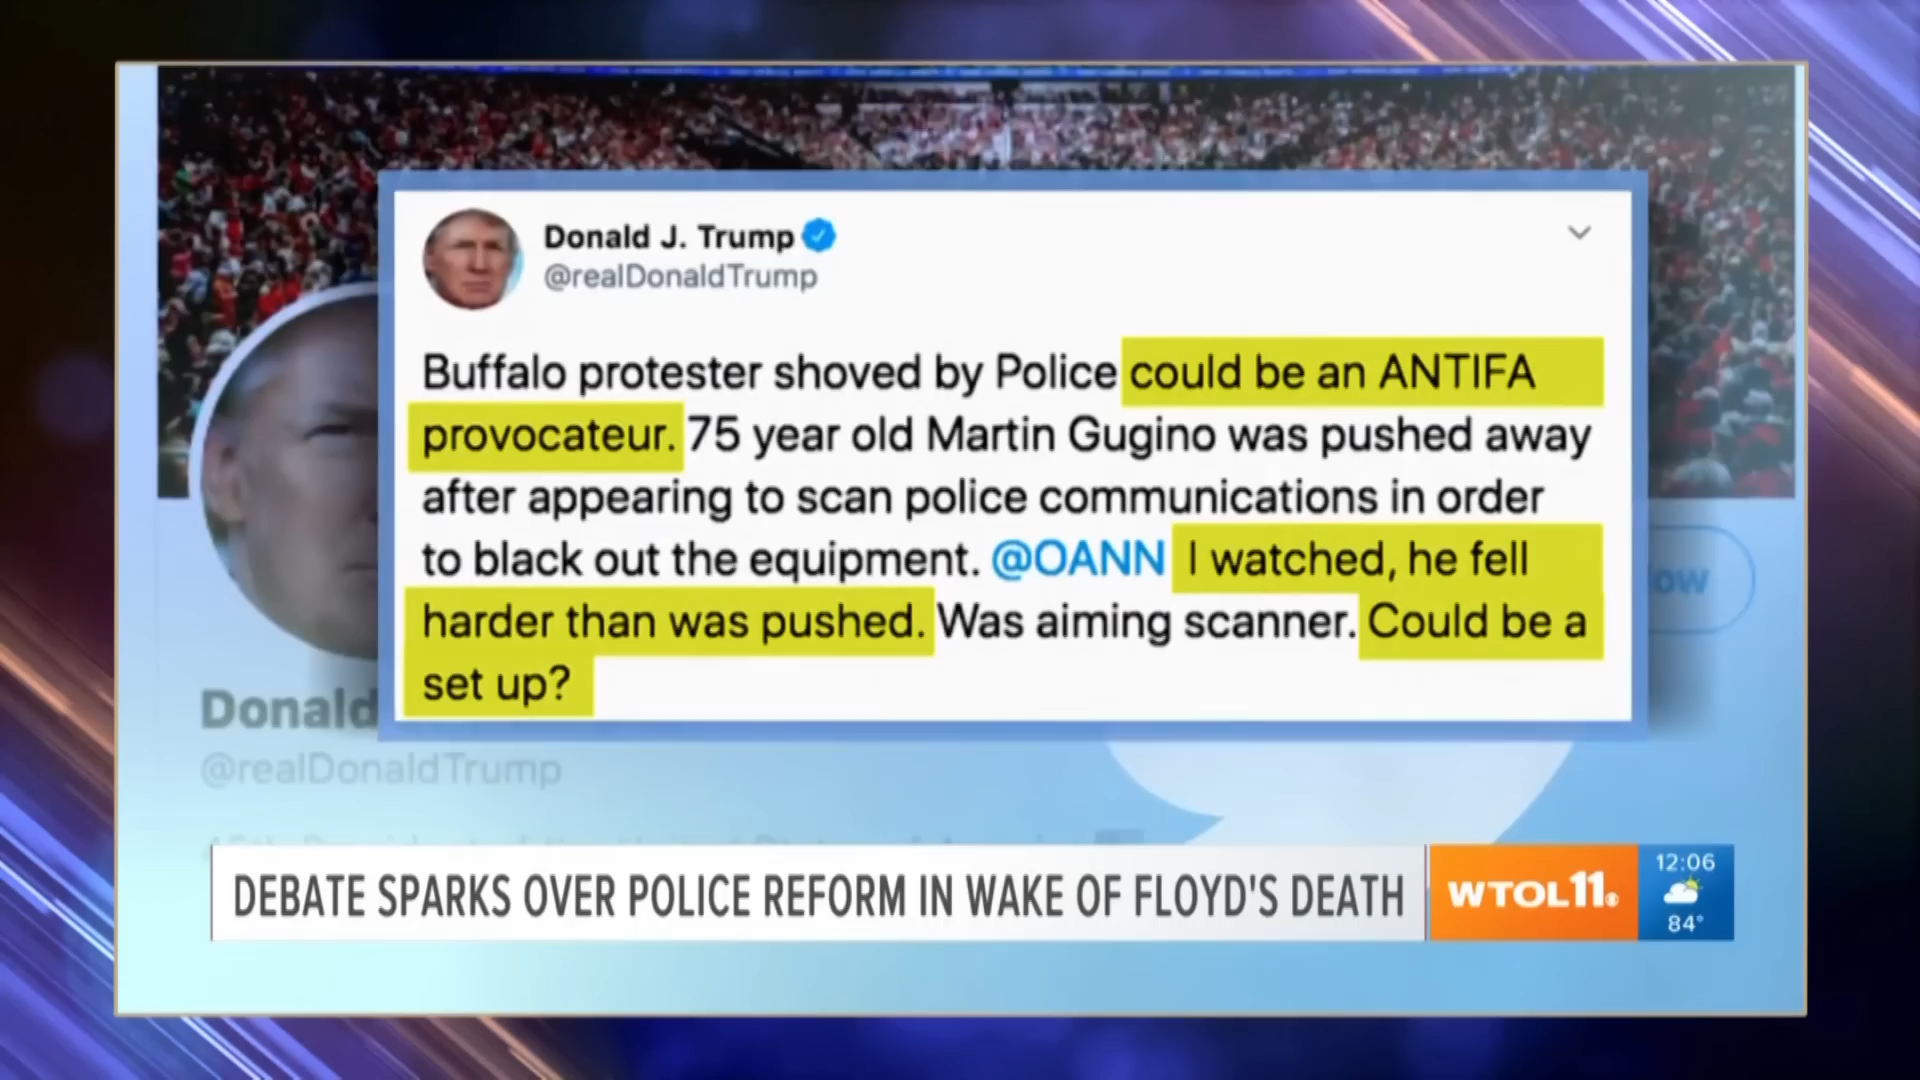 Donald J. Trump
@realDonaldTrump
Buffalo protester shoved by Police could be an ANTIFA
provocateur. 75 year old Martin Gugino was pushed away
after appearing to scan police communications in order
to black out the equipment. @OANN I watched, he fell
harder than was pushed. Was aiming scanner. Could be a
set up?
ow
Donald
@realDonaldTrump
DEBATE SPARKS OVER POLICE REFORM IN WAKE OF FLOYD'S DEATH
WTOL11
12:06
84°